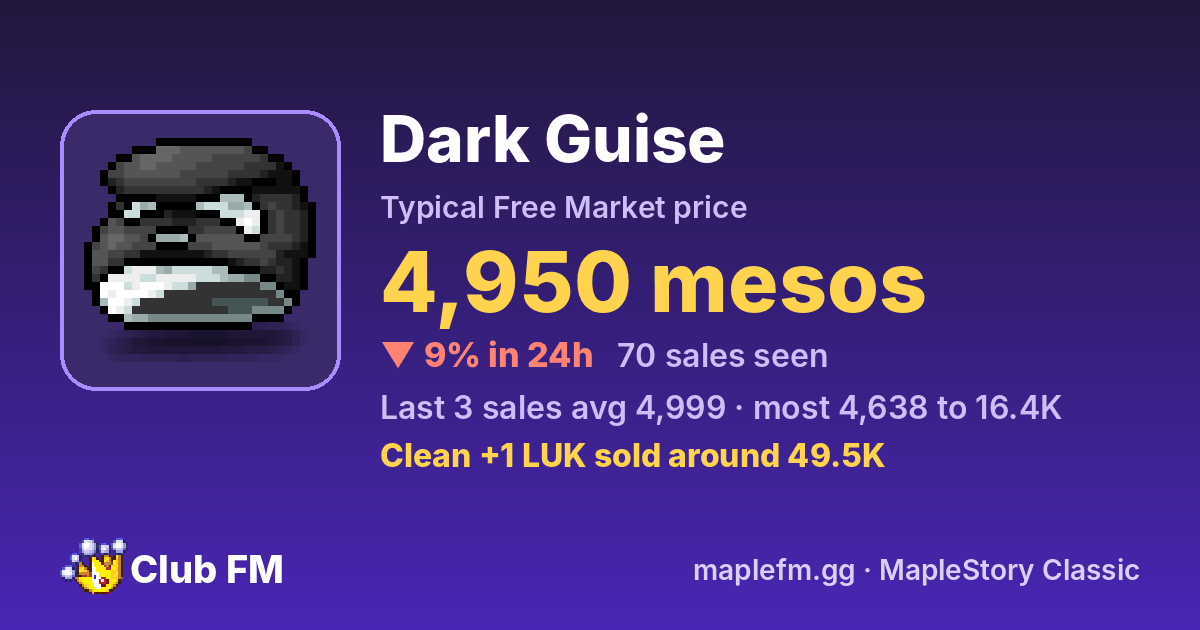 Dark Guise
Typical Free Market price
4,950 mesos
▼ 9% in 24h 70 sales seen
Last 3 sales avg 4,999 · most 4,638 to 16.4K
Clean +1 LUK sold around 49.5K
Club FM
maplefm.gg · MapleStory Classic